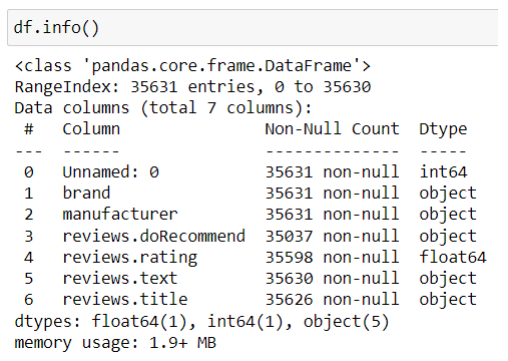 df.info()
<class 'pandas.core.frame.DataFrame'>
RangeIndex: 35631 entries, 0 to 35630
Data columns (total 7 columns):
 #   Column               Non-Null Count  Dtype
---  ------               --------------  -----
 0   Unnamed: 0           35631 non-null  int64
 1   brand                35631 non-null  object
 2   manufacturer         35631 non-null  object
 3   reviews.doRecommend  35037 non-null  object
 4   reviews.rating       35598 non-null  float64
 5   reviews.text         35630 non-null  object
 6   reviews.title        35626 non-null  object
dtypes: float64(1), int64(1), object(5)
memory usage: 1.9+ MB